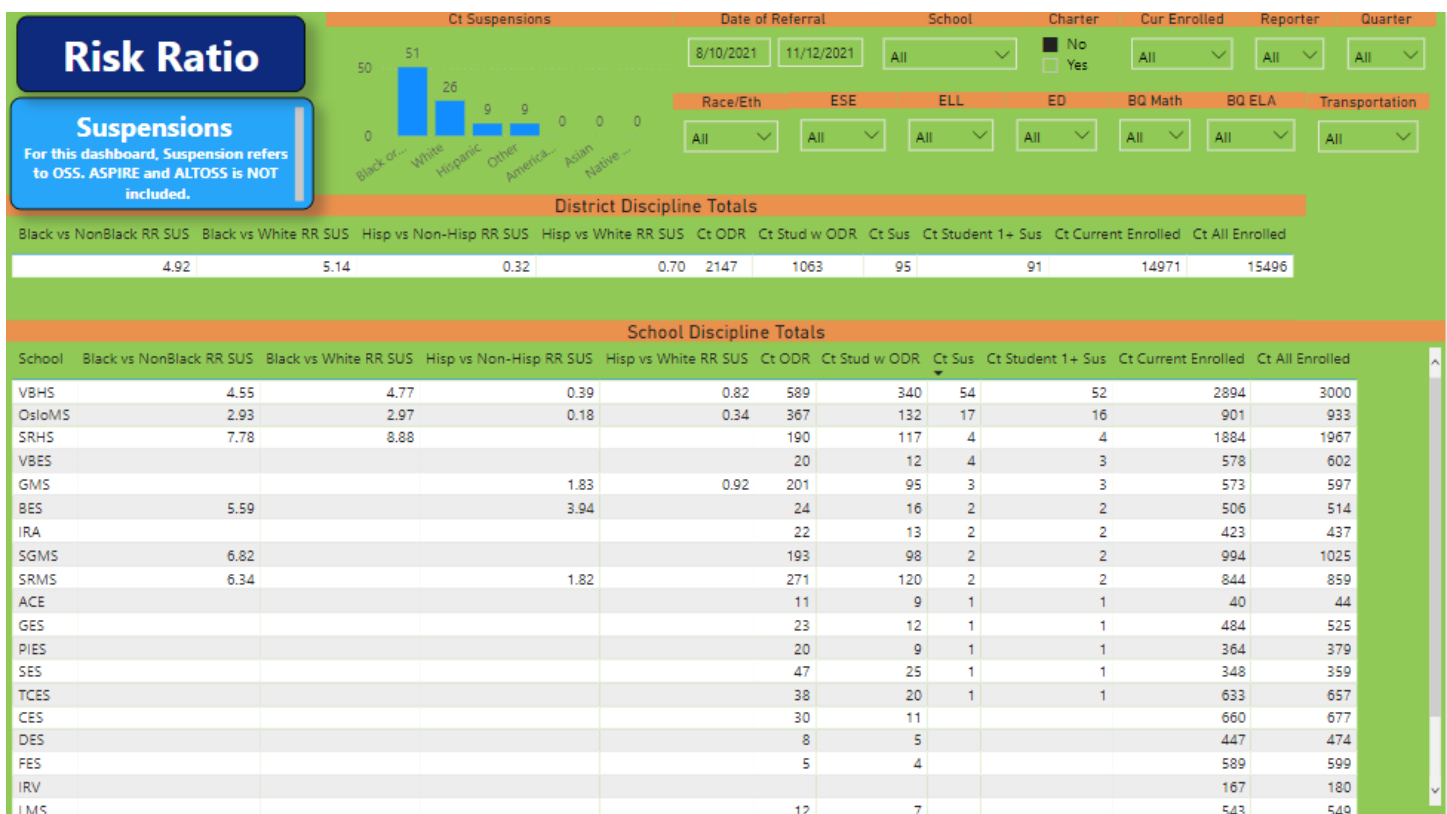 Risk Ratio
Suspensions
For this dashboard, Suspension refers
to OSS. ASPIRE and ALTOSS is NOT
included.
Ct Suspensions
50
0
51
26
9
9
0
0
0
Black or...
White
Hispanic
Other
America...
Asian
Native ...
Date of Referral School Charter Cur Enrolled Reporter Quarter
8/10/2021 11/12/2021 All No All All All
Yes
Race/Eth ESE ELL ED BQ Math BQ ELA Transportation
All All All All All All All
District Discipline Totals
Black vs NonBlack RR SUS Black vs White RR SUS Hisp vs Non-Hisp RR SUS Hisp vs White RR SUS Ct ODR Ct Stud w ODR Ct Sus Ct Student 1+ Sus Ct Current Enrolled Ct All Enrolled
4.92 5.14 0.32 0.70 2147 1063 95 91 14971 15496
School Discipline Totals
School Black vs NonBlack RR SUS Black vs White RR SUS Hisp vs Non-Hisp RR SUS Hisp vs White RR SUS Ct ODR Ct Stud w ODR Ct Sus Ct Student 1+ Sus Ct Current Enrolled Ct All Enrolled
VBHS 4.55 4.77 0.39 0.82 589 340 54 52 2894 3000
OsloMS 2.93 2.97 0.18 0.34 367 132 17 16 901 933
SRHS 7.78 8.88 190 117 4 4 1884 1967
VBES 20 12 4 3 578 602
GMS 1.83 0.92 201 95 3 3 573 597
BES 5.59 3.94 24 16 2 2 506 514
IRA 22 13 2 2 423 437
SGMS 6.82 193 98 2 2 994 1025
SRMS 6.34 1.82 271 120 2 2 844 859
ACE 11 9 1 1 40 44
GES 23 12 1 1 484 525
PIES 20 9 1 1 364 379
SES 47 25 1 1 348 359
TCES 38 20 1 1 633 657
CES 30 11 660 677
DES 8 5 447 474
FES 5 4 589 599
IRV 167 180
LMS 12 7 543 549